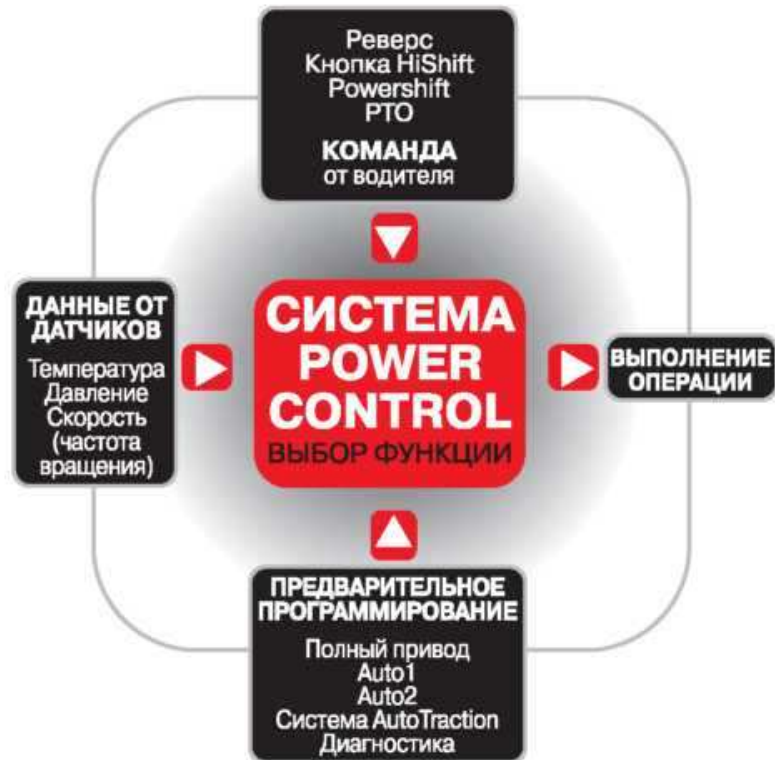 Реверс
Кнопка HiShift
Powershift
PTO
КОМАНДА
от водителя
ДАННЫЕ ОТ
ДАТЧИКОВ
Температура
Давление
Скорость
(частота
вращения)
СИСТЕМА
POWER
CONTROL
ВЫБОР ФУНКЦИИ
ВЫПОЛНЕНИЕ
ОПЕРАЦИИ
ПРЕДВАРИТЕЛЬНОЕ
ПРОГРАММИРОВАНИЕ
Полный привод
Auto1
Auto2
Система AutoTraction
Диагностика